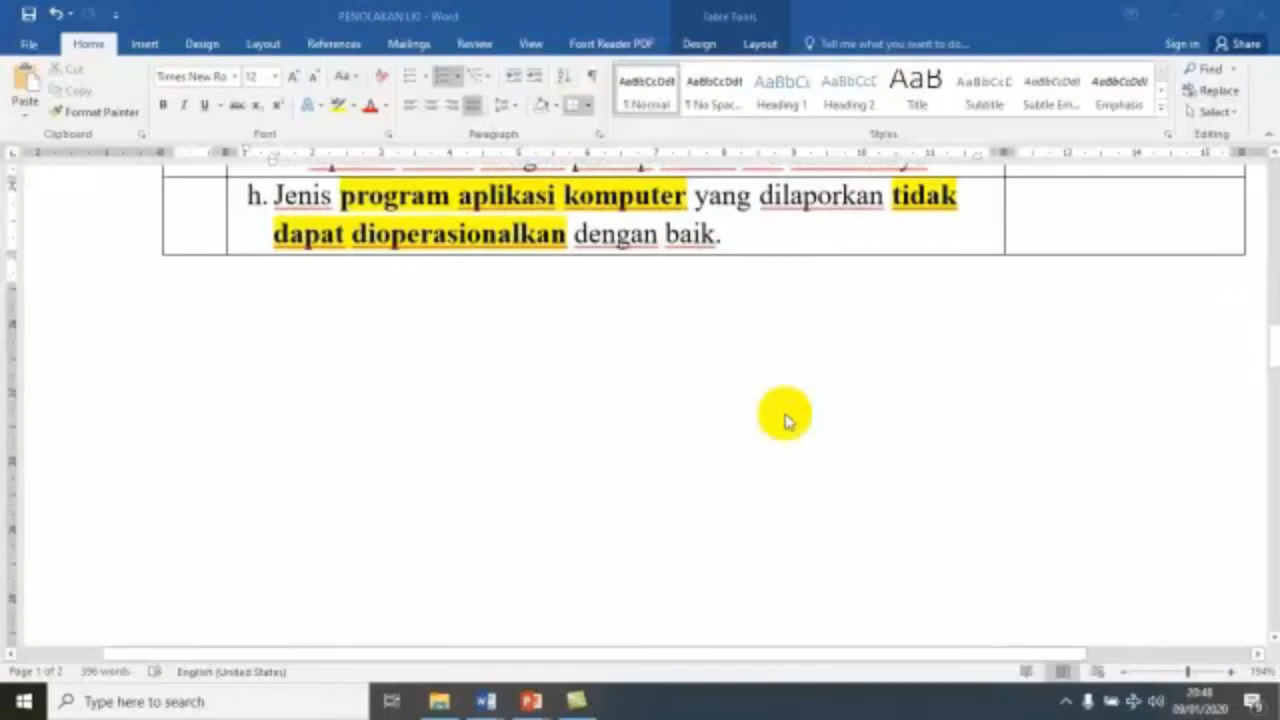 PENOLAKAN LKI - Word
Table Tools
File Home Insert Design Layout References Mailings Review View Foxit Reader PDF Design Layout Tell me what you want to do... Sign in Share
Paste
Cut
Copy
Format Painter
Clipboard
Times New Ro 12
Font
Paragraph
AaBbCcDdI ¶ Normal
AaBbCcDdI ¶ No Spac...
AaBbCc Heading 1
AaBbCcC Heading 2
AaB Title
AaBbCcC Subtitle
AaBbCcDdI Subtle Em...
AaBbCcDdI Emphasis
Styles
Find
Replace
Select
Editing
h. Jenis program aplikasi komputer yang dilaporkan tidak
dapat dioperasionalkan dengan baik.
Page 1 of 2 396 words English (United States) 194%
Type here to search
20:48
09/01/2020